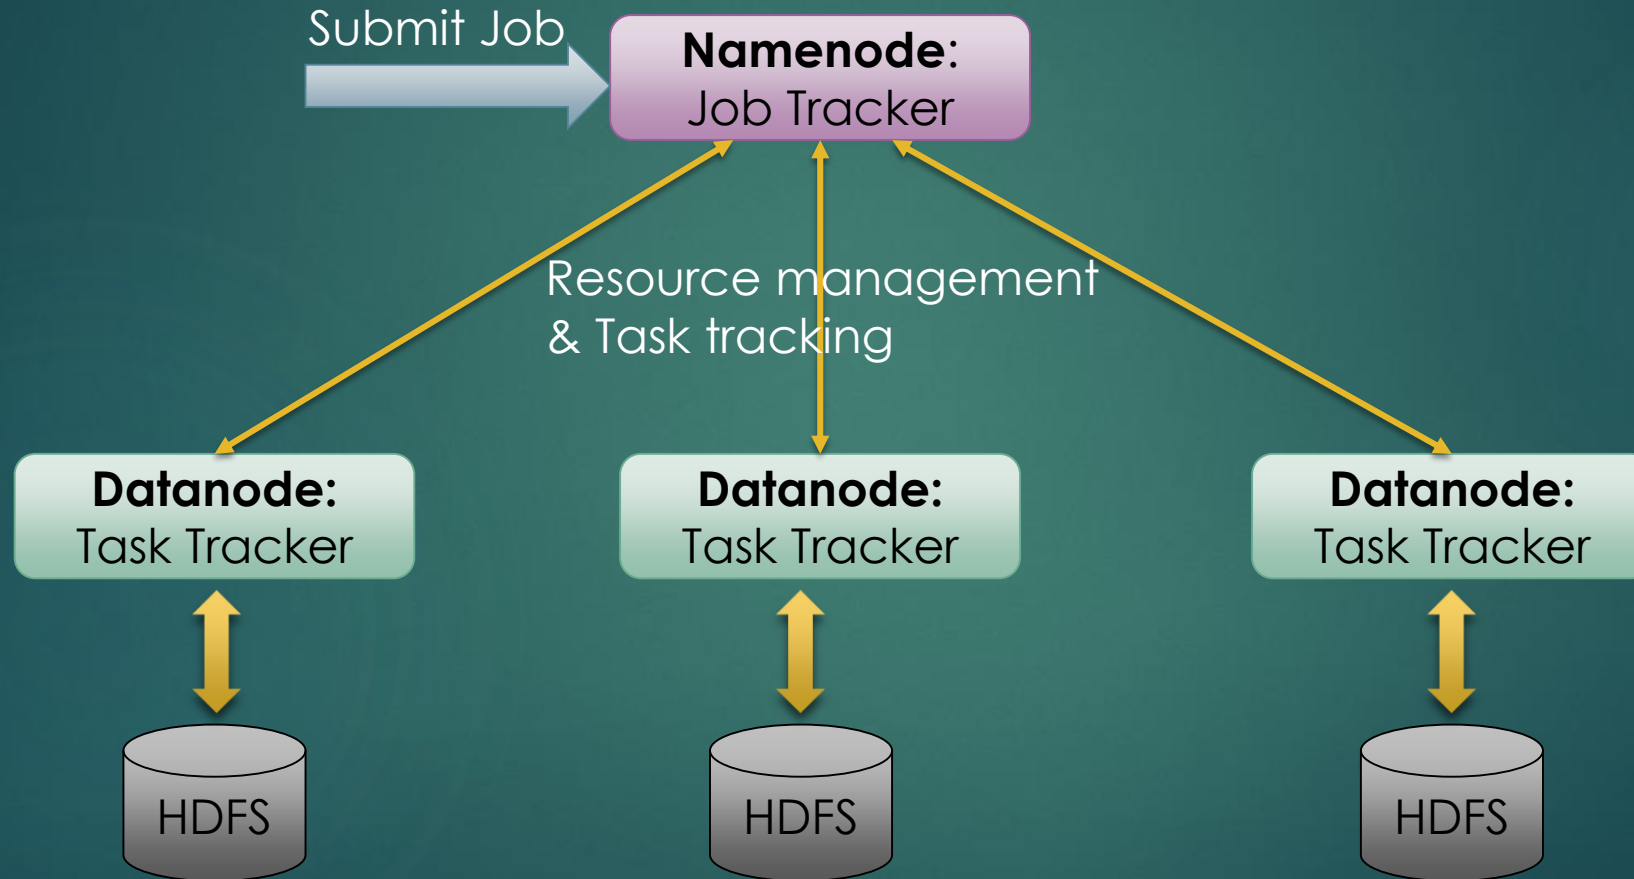 Submit Job
Namenode:
Job Tracker
Resource management
& Task tracking
Datanode:
Task Tracker
Datanode:
Task Tracker
Datanode:
Task Tracker
HDFS
HDFS
HDFS